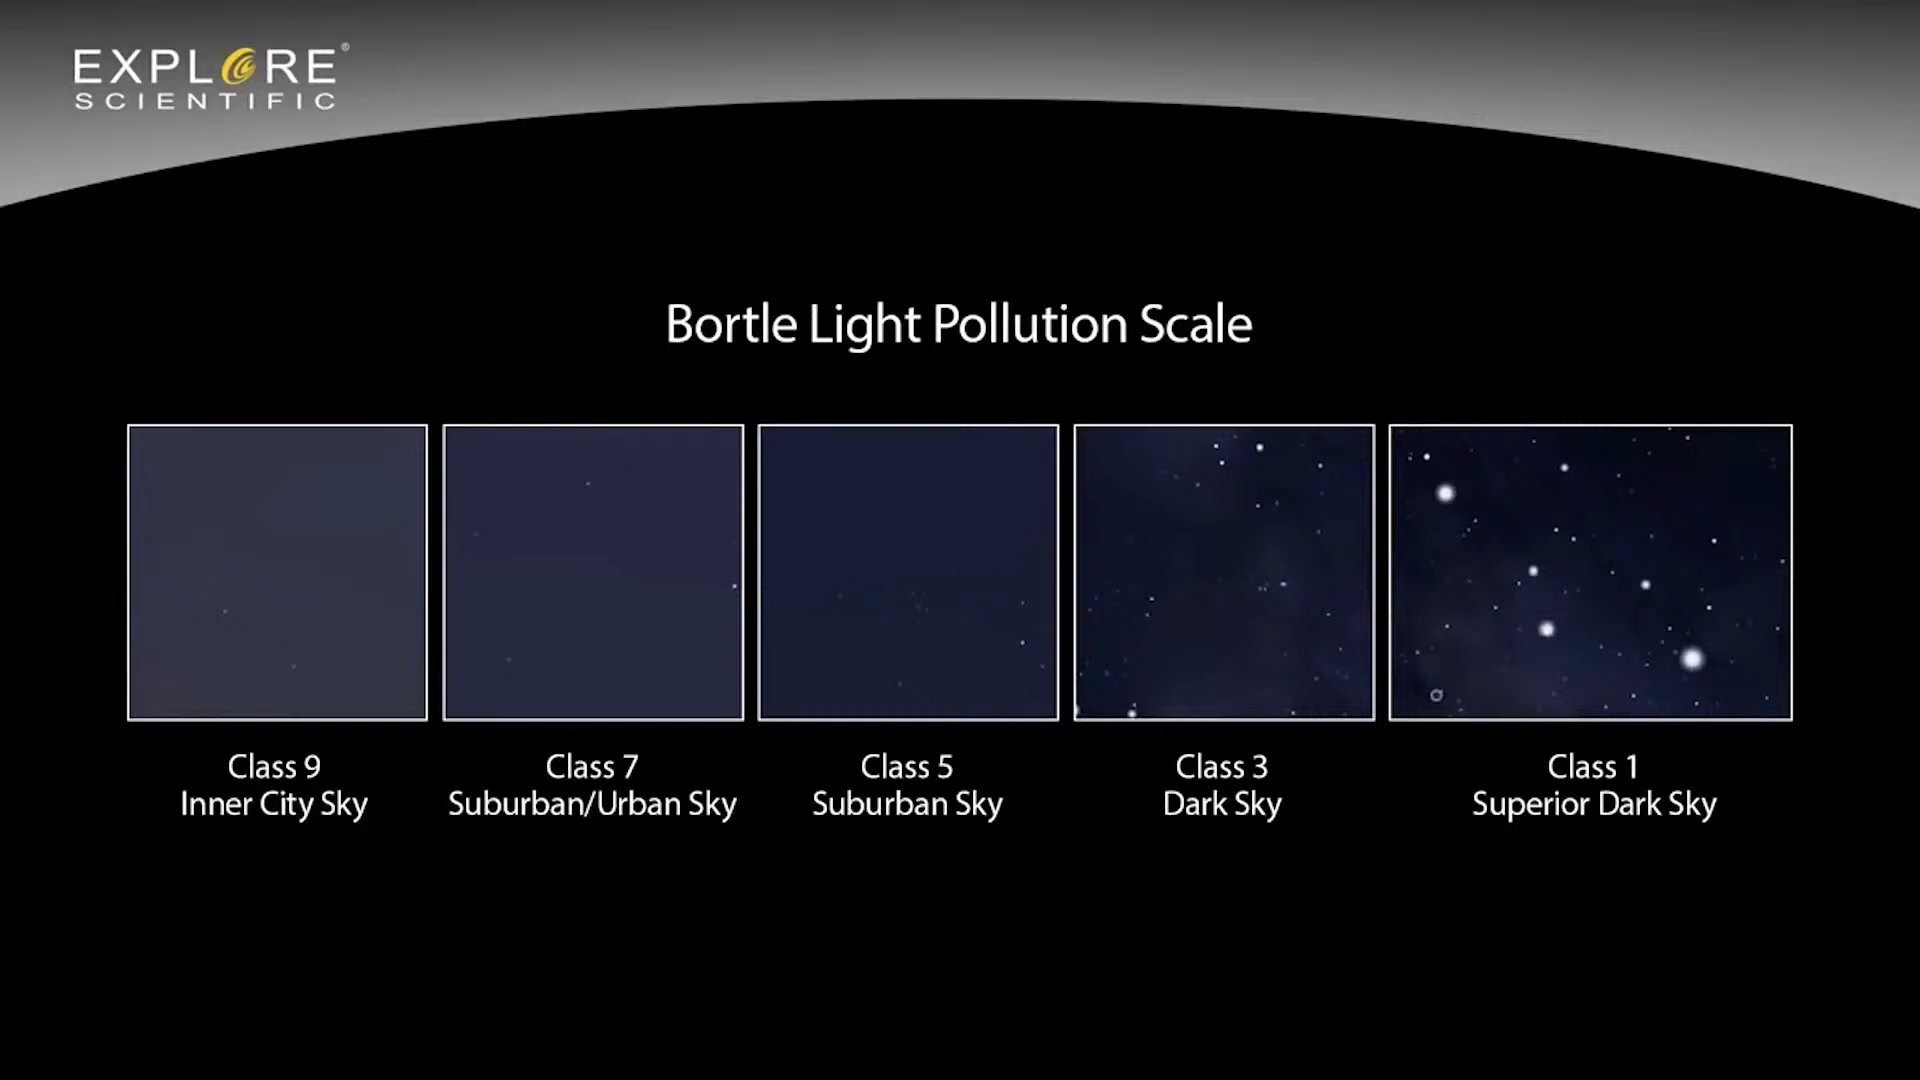 EXPLORE®
SCIENTIFIC
Bortle Light Pollution Scale
Class 9
Inner City Sky
Class 7
Suburban/Urban Sky
Class 5
Suburban Sky
Class 3
Dark Sky
Class 1
Superior Dark Sky